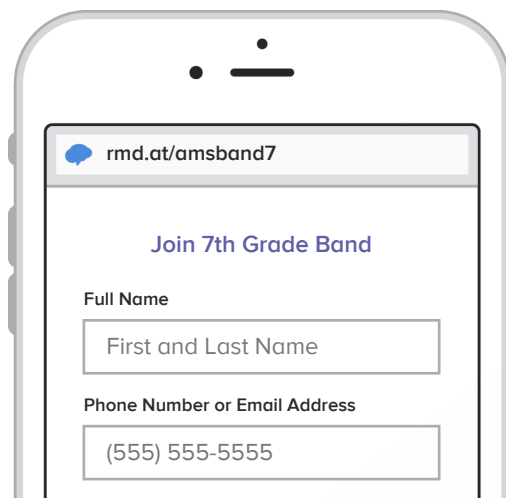 rmd.at/amsband7
Join 7th Grade Band
Full Name
First and Last Name
Phone Number or Email Address
(555) 555-5555